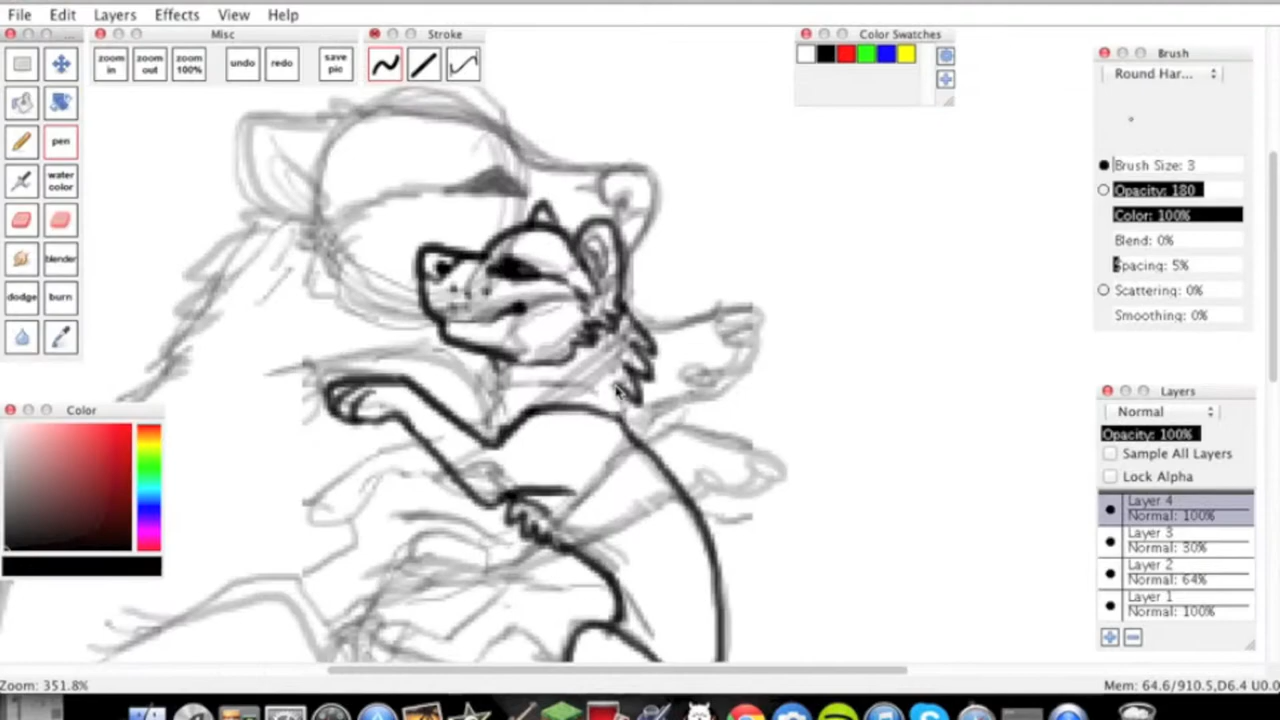 File Edit Layers Effects View Help
... Misc Stroke Color Swatches
zoom in zoom out zoom 100% undo redo save pic
pen
water color
blender
dodge burn
Color
Brush
Round Har...
Brush Size: 3
Opacity: 180
Color: 100%
Blend: 0%
Spacing: 5%
Scattering: 0%
Smoothing: 0%
Layers
Normal
Opacity: 100%
Sample All Layers
Lock Alpha
Layer 4
Normal: 100%
Layer 3
Normal: 30%
Layer 2
Normal: 64%
Layer 1
Normal: 100%
Zoom: 351.8% Mem: 64.6/910.5,D6.4 U0.0